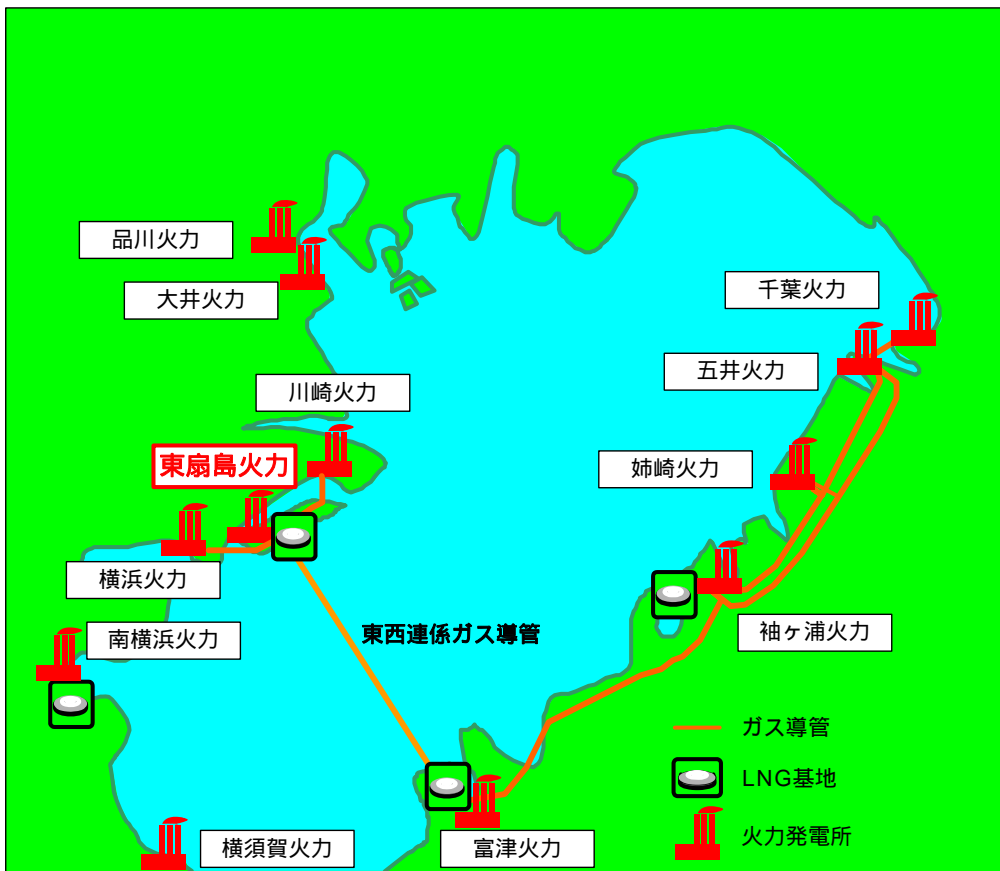 品川火力
大井火力
千葉火力
五井火力
川崎火力
東扇島火力
姉崎火力
横浜火力
袖ヶ浦火力
南横浜火力
東西連係ガス導管
ガス導管
LNG基地
火力発電所
横須賀火力
富津火力